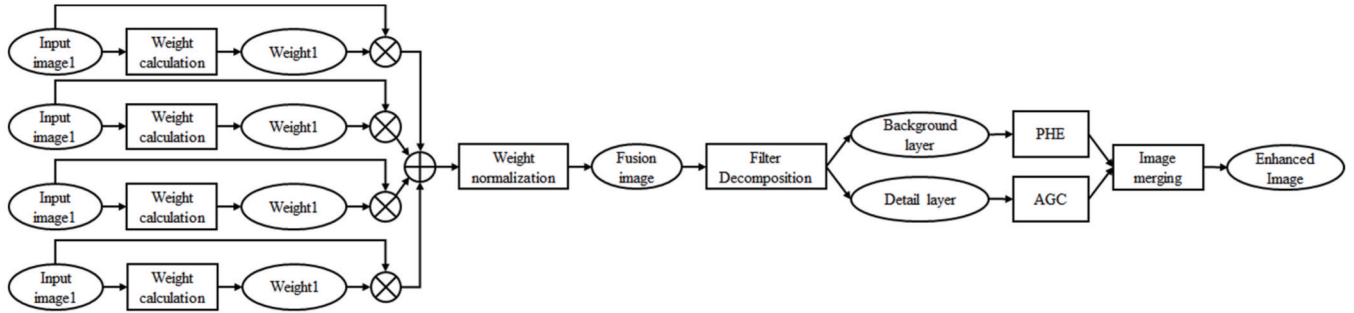 Input
image1
Weight
calculation
Weight1
Input
image1
Weight
calculation
Weight1
Input
image1
Weight
calculation
Weight1
Input
image1
Weight
calculation
Weight1
Weight
normalization
Fusion
image
Filter
Decomposition
Background
layer
PHE
Detail layer
AGC
Image
merging
Enhanced
Image